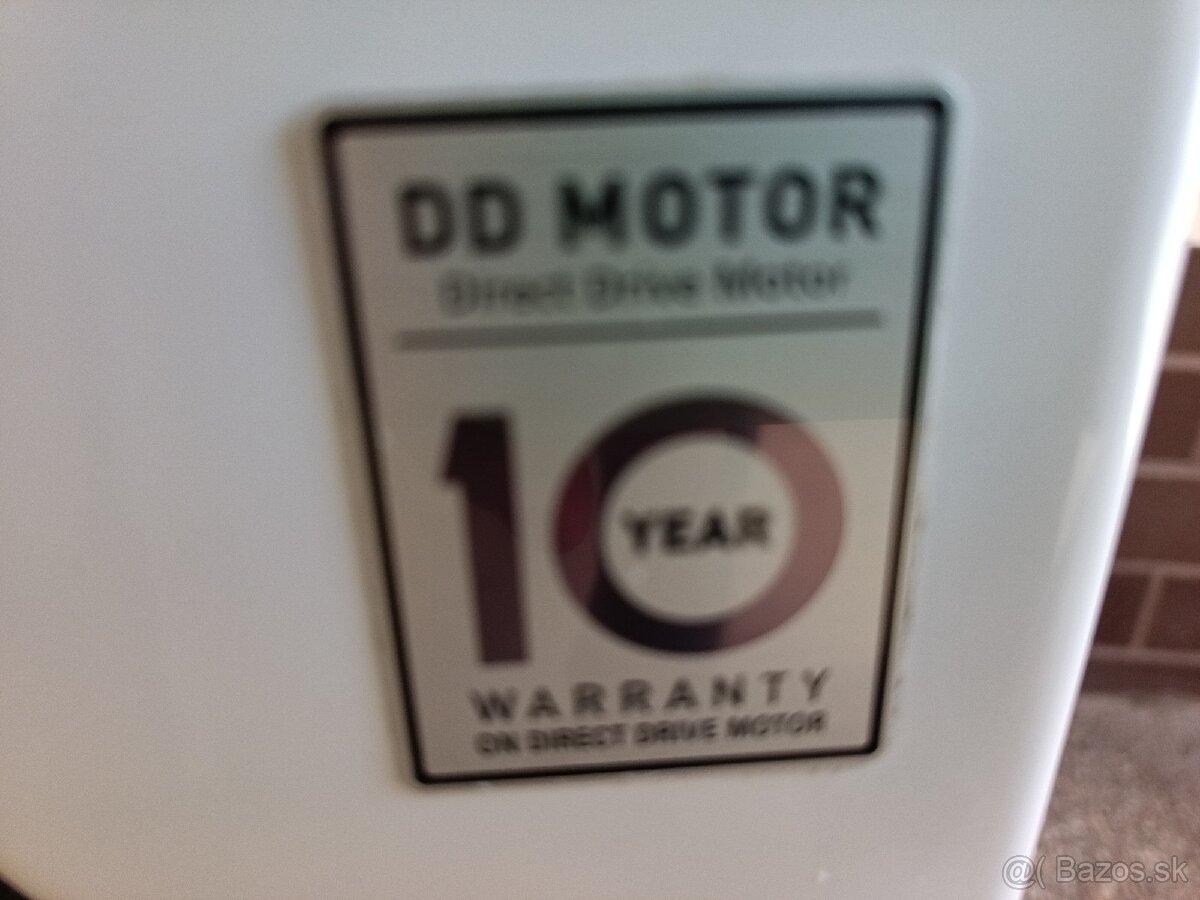 DD MOTOR
Direct Drive Motor
10
YEAR
WARRANTY
ON DIRECT DRIVE MOTOR
@( Bazos.sk